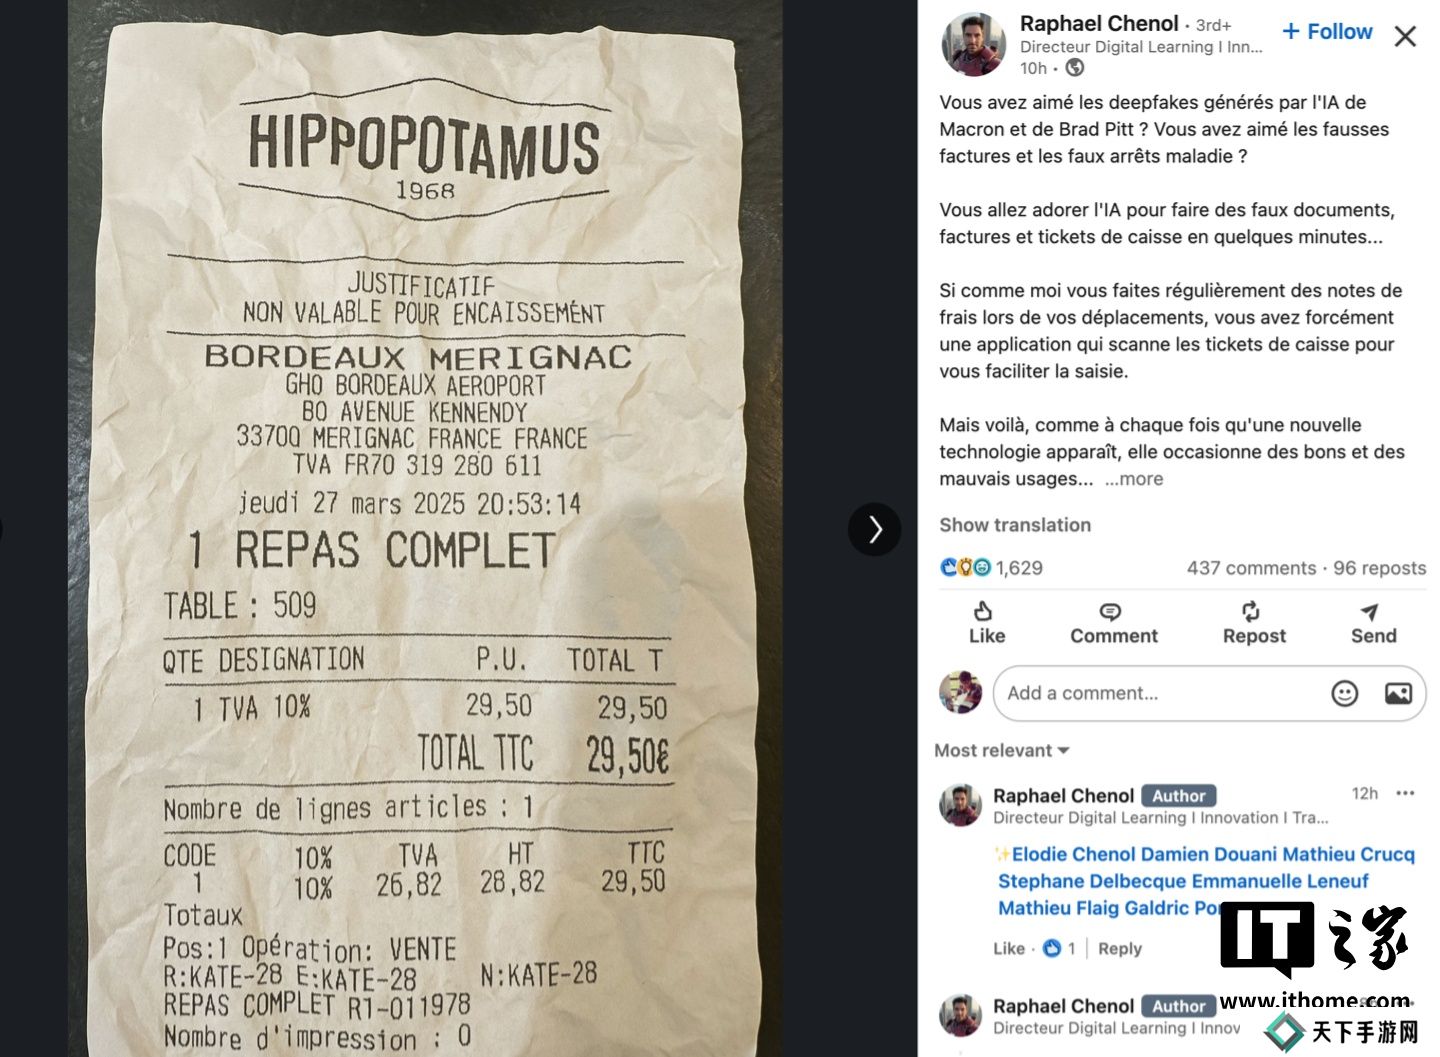 HIPPOPOTAMUS
1968
JUSTIFICATIF
NON VALABLE POUR ENCAISSEMÉNT
BORDEAUX MERIGNAC
GHO BORDEAUX AEROPORT
BO AVENUE KENNENDY
33700 MERIGNAC FRANCE FRANCE
TVA FR70 319 280 611
jeudi 27 mars 2025 20:53:14
1 REPAS COMPLET
TABLE : 509
QTE DESIGNATION P.U. TOTAL T
1 TVA 10% 29,50 29,50
TOTAL TTC 29,50€
Nombre de lignes articles : 1
CODE 10% TVA HT TTC
1 10% 26,82 28,82 29,50
Totaux
Pos:1 Opération: VENTE
R:KATE-28 E:KATE-28 N:KATE-28
REPAS COMPLET R1-011978
Nombre d'impression : 0
Raphael Chenol · 3rd+
+ Follow
Directeur Digital Learning I Inn...
10h ·
Vous avez aimé les deepfakes générés par l'IA de
Macron et de Brad Pitt ? Vous avez aimé les fausses
factures et les faux arrêts maladie ?
Vous allez adorer l'IA pour faire des faux documents,
factures et tickets de caisse en quelques minutes...
Si comme moi vous faites régulièrement des notes de
frais lors de vos déplacements, vous avez forcément
une application qui scanne les tickets de caisse pour
vous faciliter la saisie.
Mais voilà, comme à chaque fois qu'une nouvelle
technologie apparaît, elle occasionne des bons et des
mauvais usages... ...more
Show translation
1,629
437 comments · 96 reposts
Like Comment Repost Send
Add a comment...
Most relevant
Raphael Chenol Author 12h
Directeur Digital Learning I Innovation I Tra...
Elodie Chenol Damien Douani Mathieu Crucq
Stephane Delbecque Emmanuelle Leneuf
Mathieu Flaig Galdric
Like · 1 | Reply
IT之家
www.ithome.com
Raphael Chenol Author
Directeur Digital Learning I Innov
天下手游网